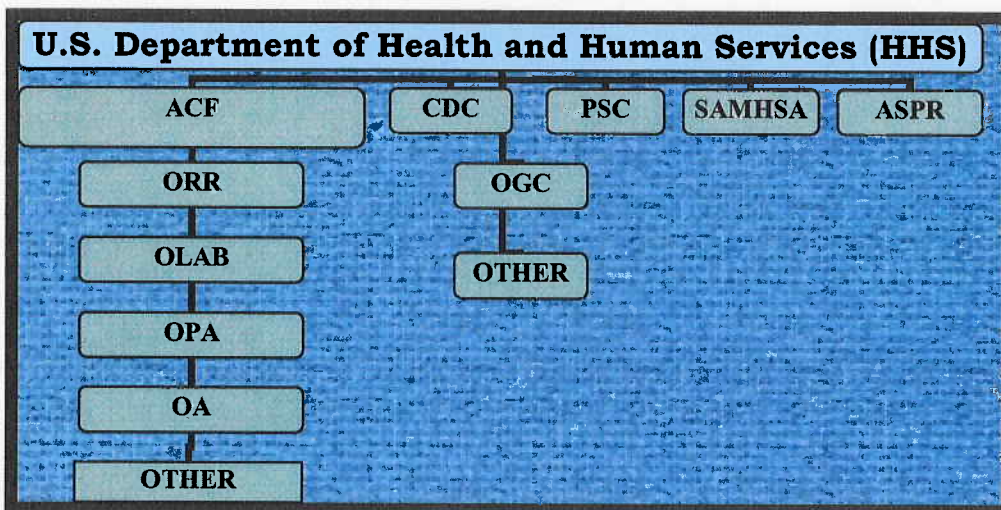 U.S. Department of Health and Human Services (HHS)
ACF
CDC
PSC
SAMHSA
ASPR
ORR
OGC
OLAB
OTHER
OPA
OA
OTHER